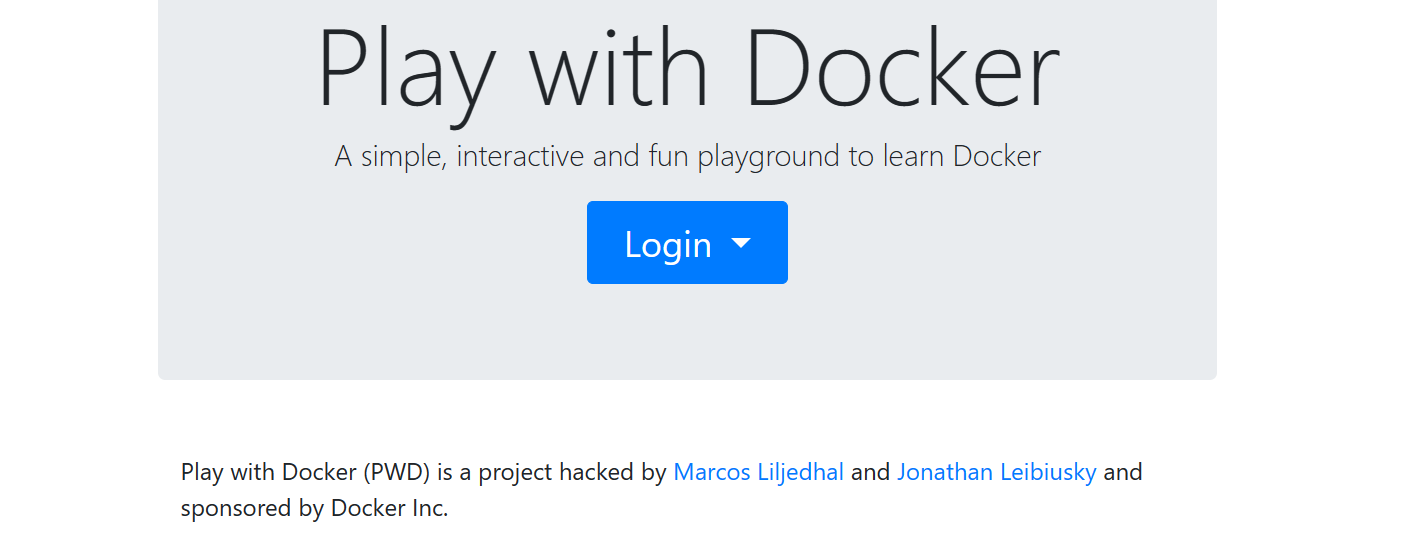 Play with Docker
A simple, interactive and fun playground to learn Docker
Login
Play with Docker (PWD) is a project hacked by Marcos Liljedhal and Jonathan Leibiusky and
sponsored by Docker Inc.